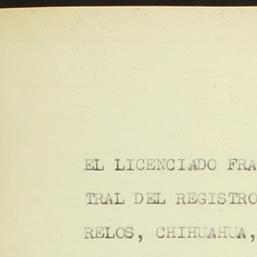 EL LICENCIADO FRA
TRAL DEL REGISTRO
RELOS, CHIHUAHUA,